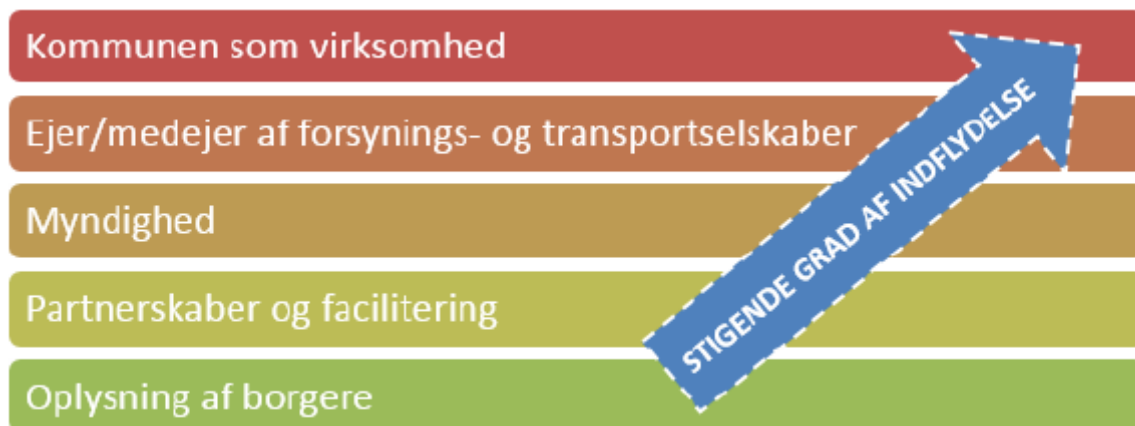 Kommunen som virksomhed
Ejer/medejer af forsynings- og transportselskaber
Myndighed
Partnerskaber og facilitering
Oplysning af borgere
STIGENDE GRAD AF INDFLYDELSE